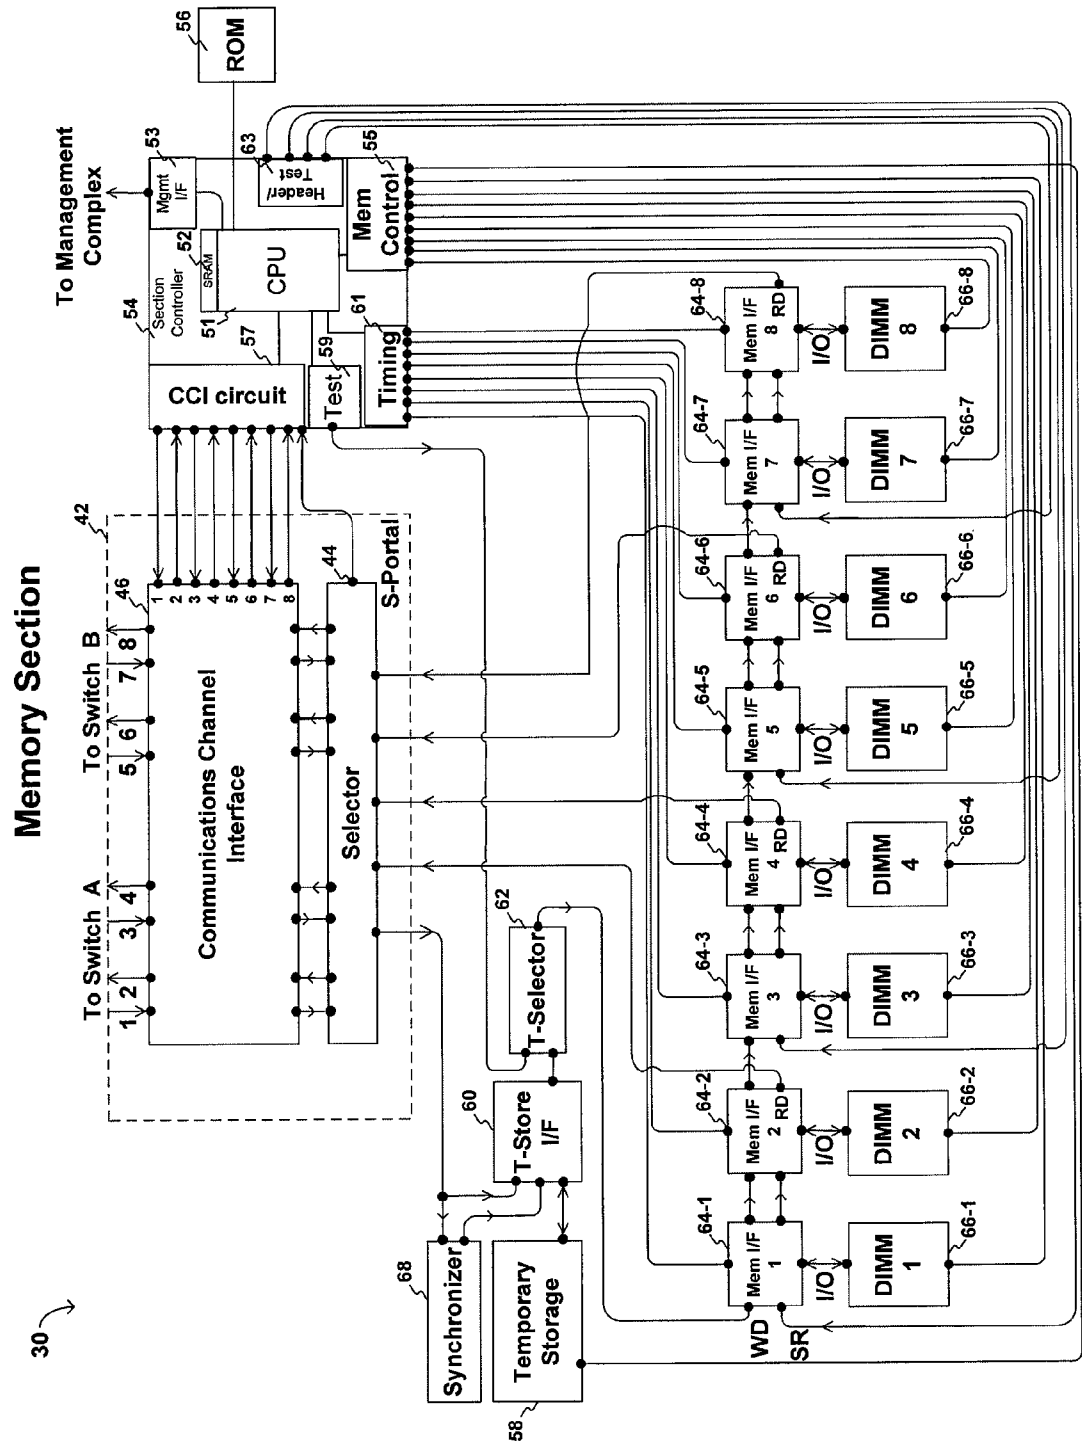 Memory Section
30
To Switch A
To Switch B
1
2
3
4
5
6
7
8
42
46
Communications Channel
Interface
1
2
3
4
5
6
7
8
44
Selector
S-Portal
To Management
Complex
54
Section
Controller
53
Mgmt
I/F
56
ROM
52
SRAM
51
CPU
57
CCI circuit
59
Test
61
Timing
63
Header/
Test
55
Mem
Control
68
Synchronizer
58
Temporary
Storage
60
T-Store
I/F
62
T-Selector
WD
SR
64-1
Mem I/F
1
64-2
Mem I/F
2
RD
64-3
Mem I/F
3
64-4
Mem I/F
4
RD
64-5
Mem I/F
5
64-6
Mem I/F
6
RD
64-7
Mem I/F
7
64-8
Mem I/F
8
RD
I/O
I/O
I/O
I/O
I/O
I/O
I/O
I/O
DIMM
1
66-1
DIMM
2
66-2
DIMM
3
66-3
DIMM
4
66-4
DIMM
5
66-5
DIMM
6
66-6
DIMM
7
66-7
DIMM
8
66-8